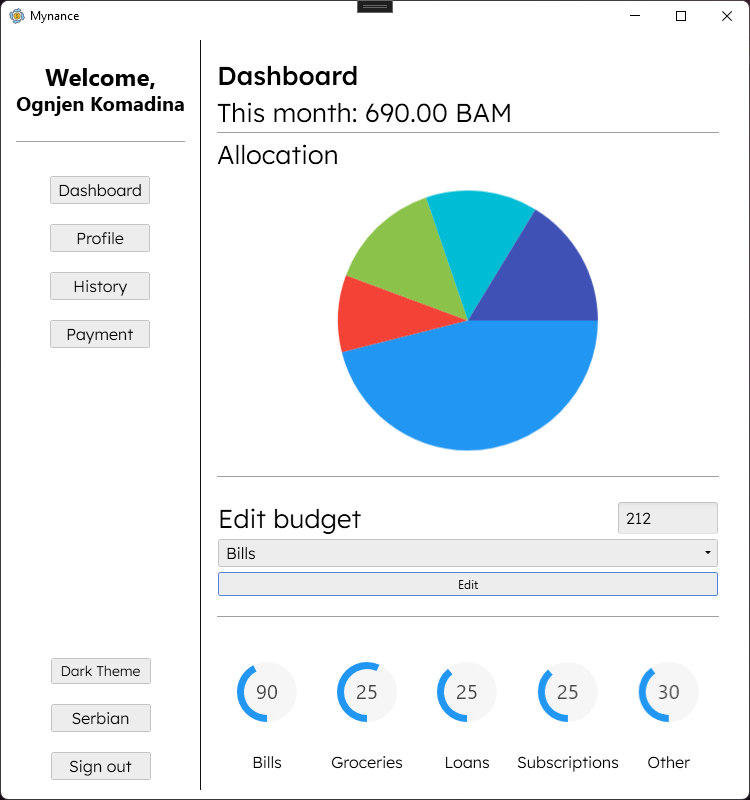 Mynance
Welcome,
Ognjen Komadina
Dashboard
Profile
History
Payment
Dark Theme
Serbian
Sign out
Dashboard
This month: 690.00 BAM
Allocation
Edit budget
212
Bills
Edit
90
25
25
25
30
Bills
Groceries
Loans
Subscriptions
Other